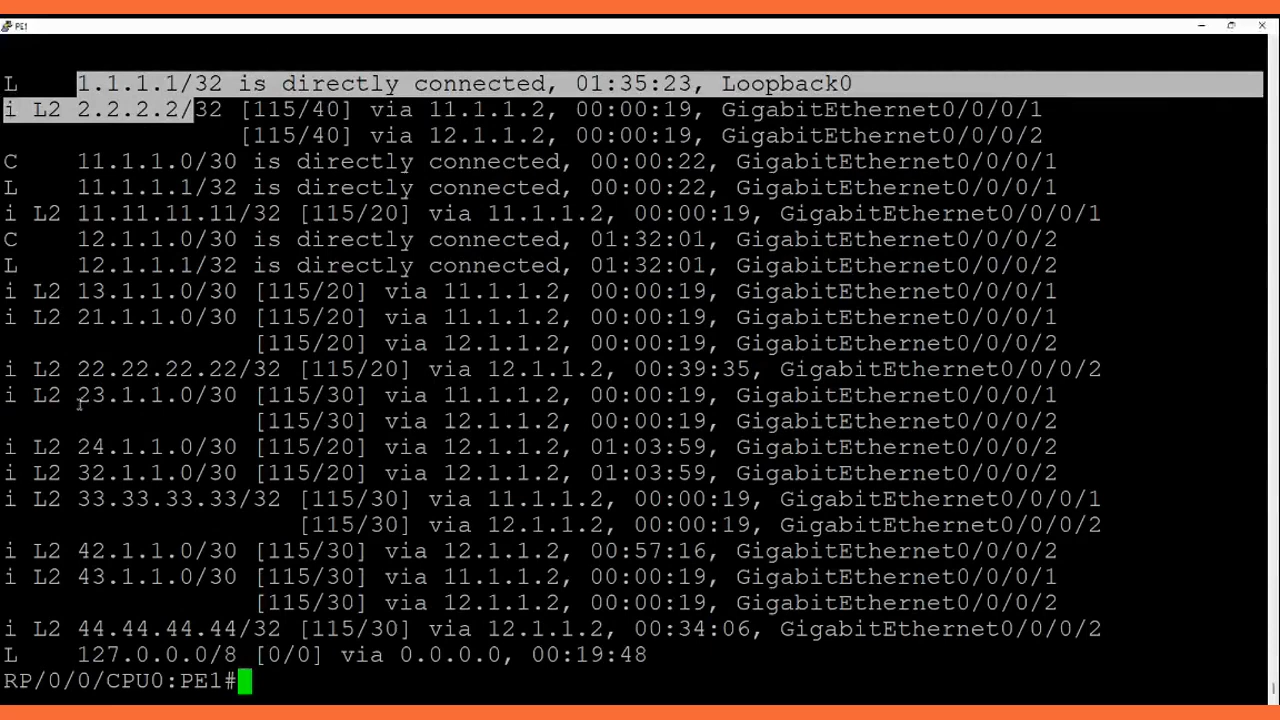 PE1
L     1.1.1.1/32 is directly connected, 01:35:23, Loopback0
i L2 2.2.2.2/32 [115/40] via 11.1.1.2, 00:00:19, GigabitEthernet0/0/0/1
                [115/40] via 12.1.1.2, 00:00:19, GigabitEthernet0/0/0/2
C    11.1.1.0/30 is directly connected, 00:00:22, GigabitEthernet0/0/0/1
L    11.1.1.1/32 is directly connected, 00:00:22, GigabitEthernet0/0/0/1
i L2 11.11.11.11/32 [115/20] via 11.1.1.2, 00:00:19, GigabitEthernet0/0/0/1
C    12.1.1.0/30 is directly connected, 01:32:01, GigabitEthernet0/0/0/2
L    12.1.1.1/32 is directly connected, 01:32:01, GigabitEthernet0/0/0/2
i L2 13.1.1.0/30 [115/20] via 11.1.1.2, 00:00:19, GigabitEthernet0/0/0/1
i L2 21.1.1.0/30 [115/20] via 11.1.1.2, 00:00:19, GigabitEthernet0/0/0/1
                 [115/20] via 12.1.1.2, 00:00:19, GigabitEthernet0/0/0/2
i L2 22.22.22.22/32 [115/20] via 12.1.1.2, 00:39:35, GigabitEthernet0/0/0/2
i L2 23.1.1.0/30 [115/30] via 11.1.1.2, 00:00:19, GigabitEthernet0/0/0/1
                 [115/30] via 12.1.1.2, 00:00:19, GigabitEthernet0/0/0/2
i L2 24.1.1.0/30 [115/20] via 12.1.1.2, 01:03:59, GigabitEthernet0/0/0/2
i L2 32.1.1.0/30 [115/20] via 12.1.1.2, 01:03:59, GigabitEthernet0/0/0/2
i L2 33.33.33.33/32 [115/30] via 11.1.1.2, 00:00:19, GigabitEthernet0/0/0/1
                    [115/30] via 12.1.1.2, 00:00:19, GigabitEthernet0/0/0/2
i L2 42.1.1.0/30 [115/30] via 12.1.1.2, 00:57:16, GigabitEthernet0/0/0/2
i L2 43.1.1.0/30 [115/30] via 11.1.1.2, 00:00:19, GigabitEthernet0/0/0/1
                 [115/30] via 12.1.1.2, 00:00:19, GigabitEthernet0/0/0/2
i L2 44.44.44.44/32 [115/30] via 12.1.1.2, 00:34:06, GigabitEthernet0/0/0/2
L    127.0.0.0/8 [0/0] via 0.0.0.0, 00:19:48
RP/0/0/CPU0:PE1#